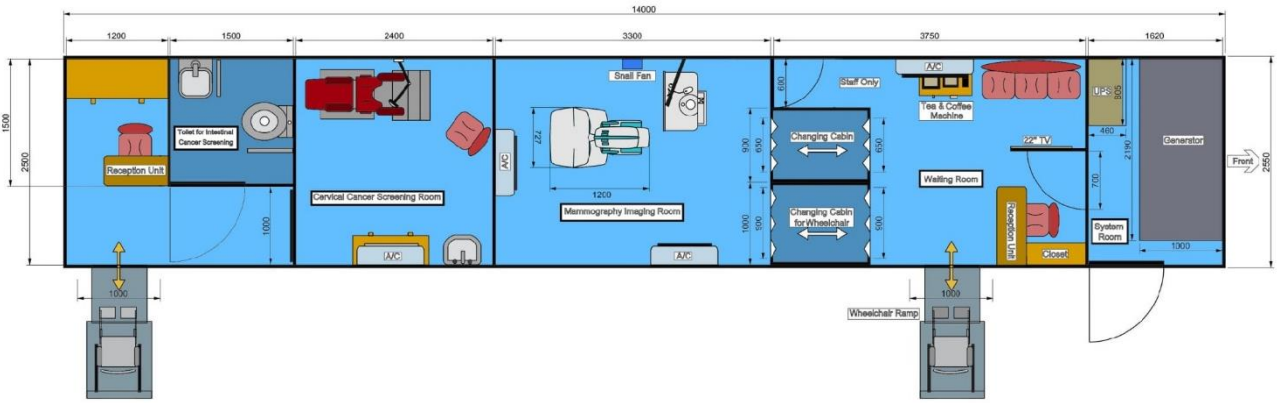 14000
1200
1500
2400
3300
3750
1620
1500
2500
Toilet for Intestinal
Cancer Screening
Reception Unit
1000
1000
Cervical Cancer Screening Room
A/C
A/C
Snail Fan
727
1200
Mammography Imaging Room
A/C
600
Staff Only
A/C
Tea & Coffee
Machine
900
650
Changing Cabin
650
1000
900
Changing Cabin
for Wheelchair
900
22" TV
Waiting Room
700
Reception Unit
Closet
1000
Wheelchair Ramp
UPS
805
460
2190
Generator
System
Room
1000
Front
2550